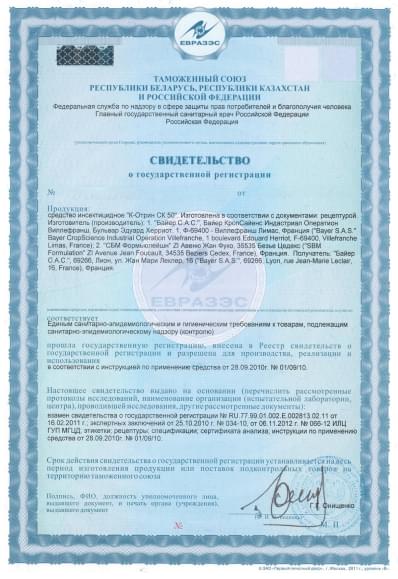 ЕВРАЗЭС
ТАМОЖЕННЫЙ СОЮЗ
РЕСПУБЛИКИ БЕЛАРУСЬ, РЕСПУБЛИКИ КАЗАХСТАН
И РОССИЙСКОЙ ФЕДЕРАЦИИ
Федеральная служба по надзору в сфере защиты прав потребителей и благополучия человека
Главный государственный санитарный врач Российской Федерации
Российская Федерация
СВИДЕТЕЛЬСТВО
о государственной регистрации
№ от
Продукция:
средство инсектицидное "К-Отрин СК 50". Изготовлена в соответствии с документами: рецептурой
Изготовитель (производитель): 1. "Байер С.А.С.", Байер КропСайенс Индастриал Оператион
Виллефранш, Бульвар Эдуард Херриот, 1, Ф-69400 - Виллефранш Лимас, Франция ("Bayer S.A.S."
Bayer CropScience Industrial Operation Villefranche, 1 boulevard Edouard Herriot, F-69400, Villefranche
Limas, France); 2. "СБМ Формюлейшн" ZI Авеню Жан Фуко, 34535 Безье Цедекс ("SBM
Formulation" ZI Avenue Jean Foucault, 34535 Beziers Cedex, France), Франция. Получатель: "Байер
С.А.С.", 69266, Лион, ул. Жан Мари Леклер, 16 ("Bayer S.A.S.", 69266, Lyon, rue Jean-Marie Leclair,
16, France), Франция.
ЕВРАЗЭС
соответствует
Единым санитарно-эпидемиологическим и гигиеническим требованиям к товарам, подлежащим
санитарно-эпидемиологическому надзору (контролю)
прошла государственную регистрацию, внесена в Реестр свидетельств о
государственной регистрации и разрешена для производства, реализации и
использования
в соответствии с инструкцией по применению средства от 28.09.2010г. № 01/09/10.
Настоящее свидетельство выдано на основании (перечислить рассмотренные
протоколы исследований, наименование организации (испытательной лаборатории,
центра), проводившей исследования, другие рассмотренные документы):
взамен свидетельства о государственной регистрации № RU.77.99.01.002.E.002813.02.11 от
16.02.2011 г.; экспертных заключений от 25.10.2010 г. № 034-10, от 06.11.2012 г. № 066-12 ИЛЦ
ГУП МГЦД; этикетки; рецептуры; спецификации; сертификата анализа; инструкции по применению
средства от 28.09.2010г. № 01/09/10.
Срок действия свидетельства о государственной регистрации устанавливается на весь
период изготовления продукции или поставок подконтрольных товаров на
территорию таможенного союза
Подпись, ФИО, должность уполномоченного лица,
выдавшего документ, и печать органа (учреждения),
выдавшего документ
Г.Г. Онищенко
№
М. П.